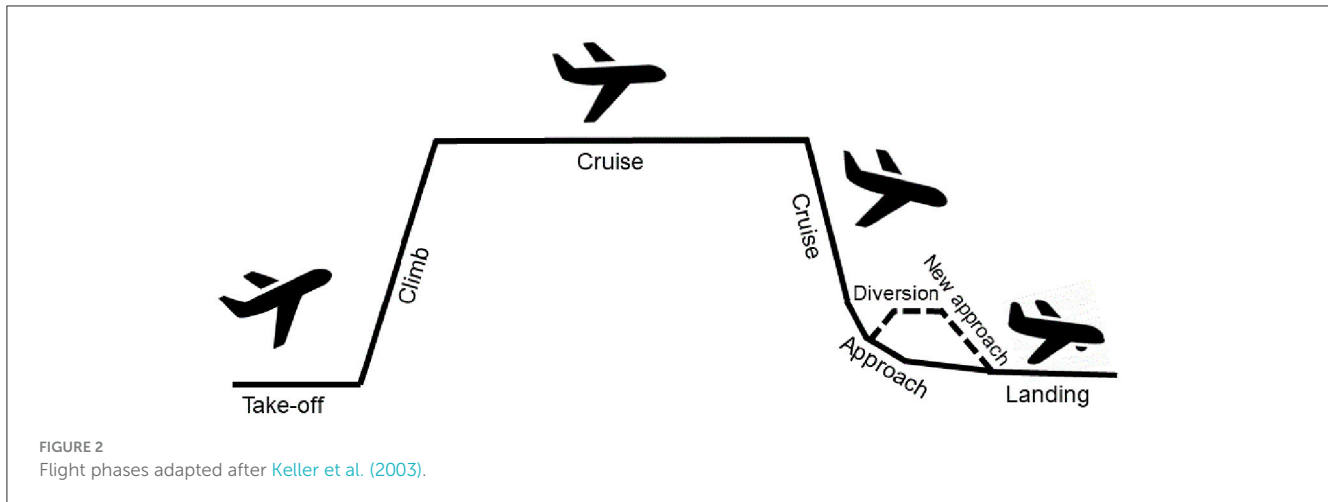 Take-off
Climb
Cruise
Cruise
Diversion
New approach
Approach
Landing
FIGURE 2
Flight phases adapted after Keller et al. (2003).